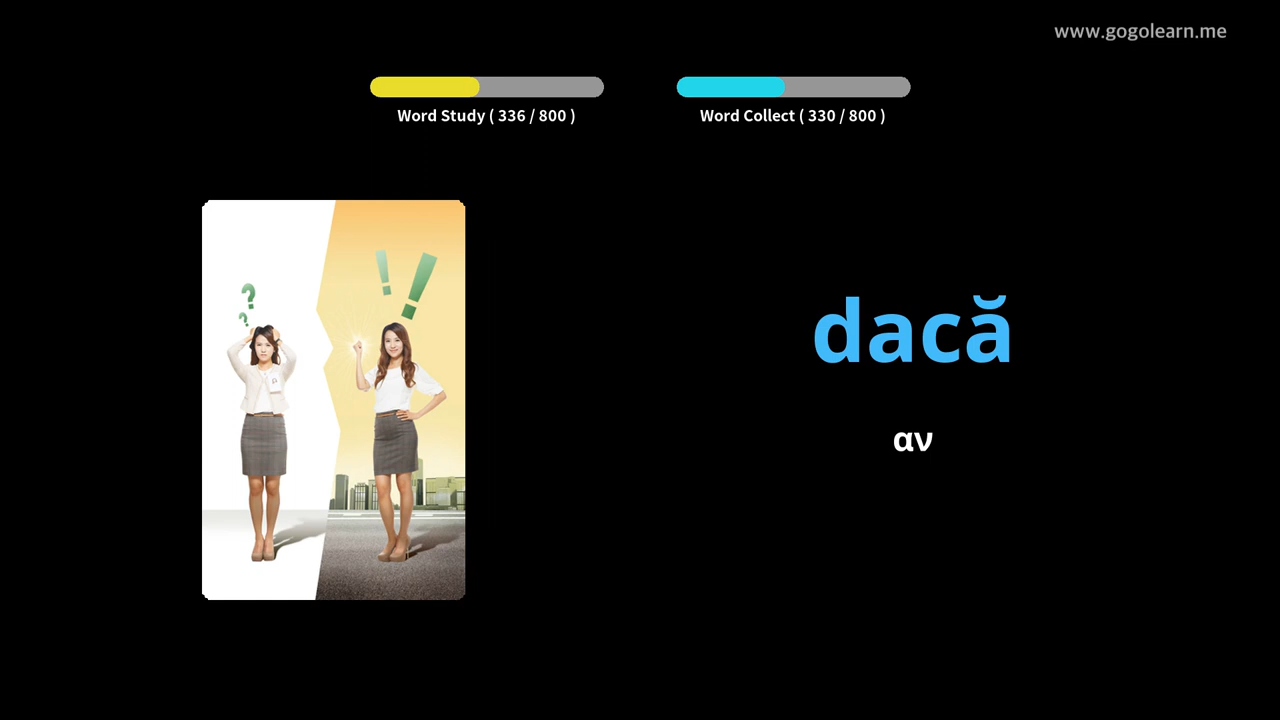 www.gogolearn.me
Word Study ( 336 / 800 )
Word Collect ( 330 / 800 )
? ?
! !
dacă
αν